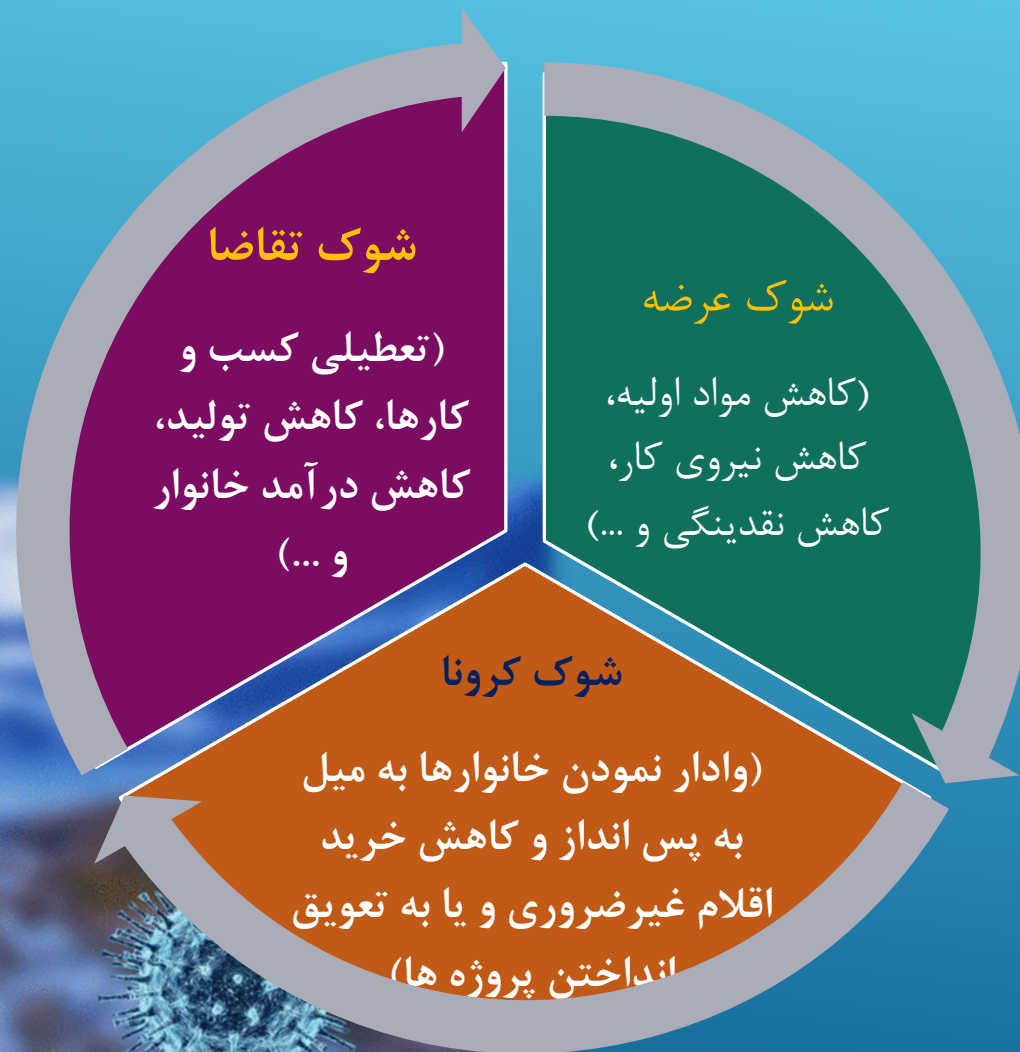 شوک عرضه
(کاهش مواد اولیه،
کاهش نیروی کار،
کاهش نقدینگی و ...)
شوک تقاضا
(تعطیلی کسب و
کارها، کاهش تولید،
کاهش درآمد خانوار
و ...)
شوک کرونا
(وادار نمودن خانوارها به میل
به پس انداز و کاهش خرید
اقلام غیرضروری و یا به تعویق
انداختن پروژه ها)